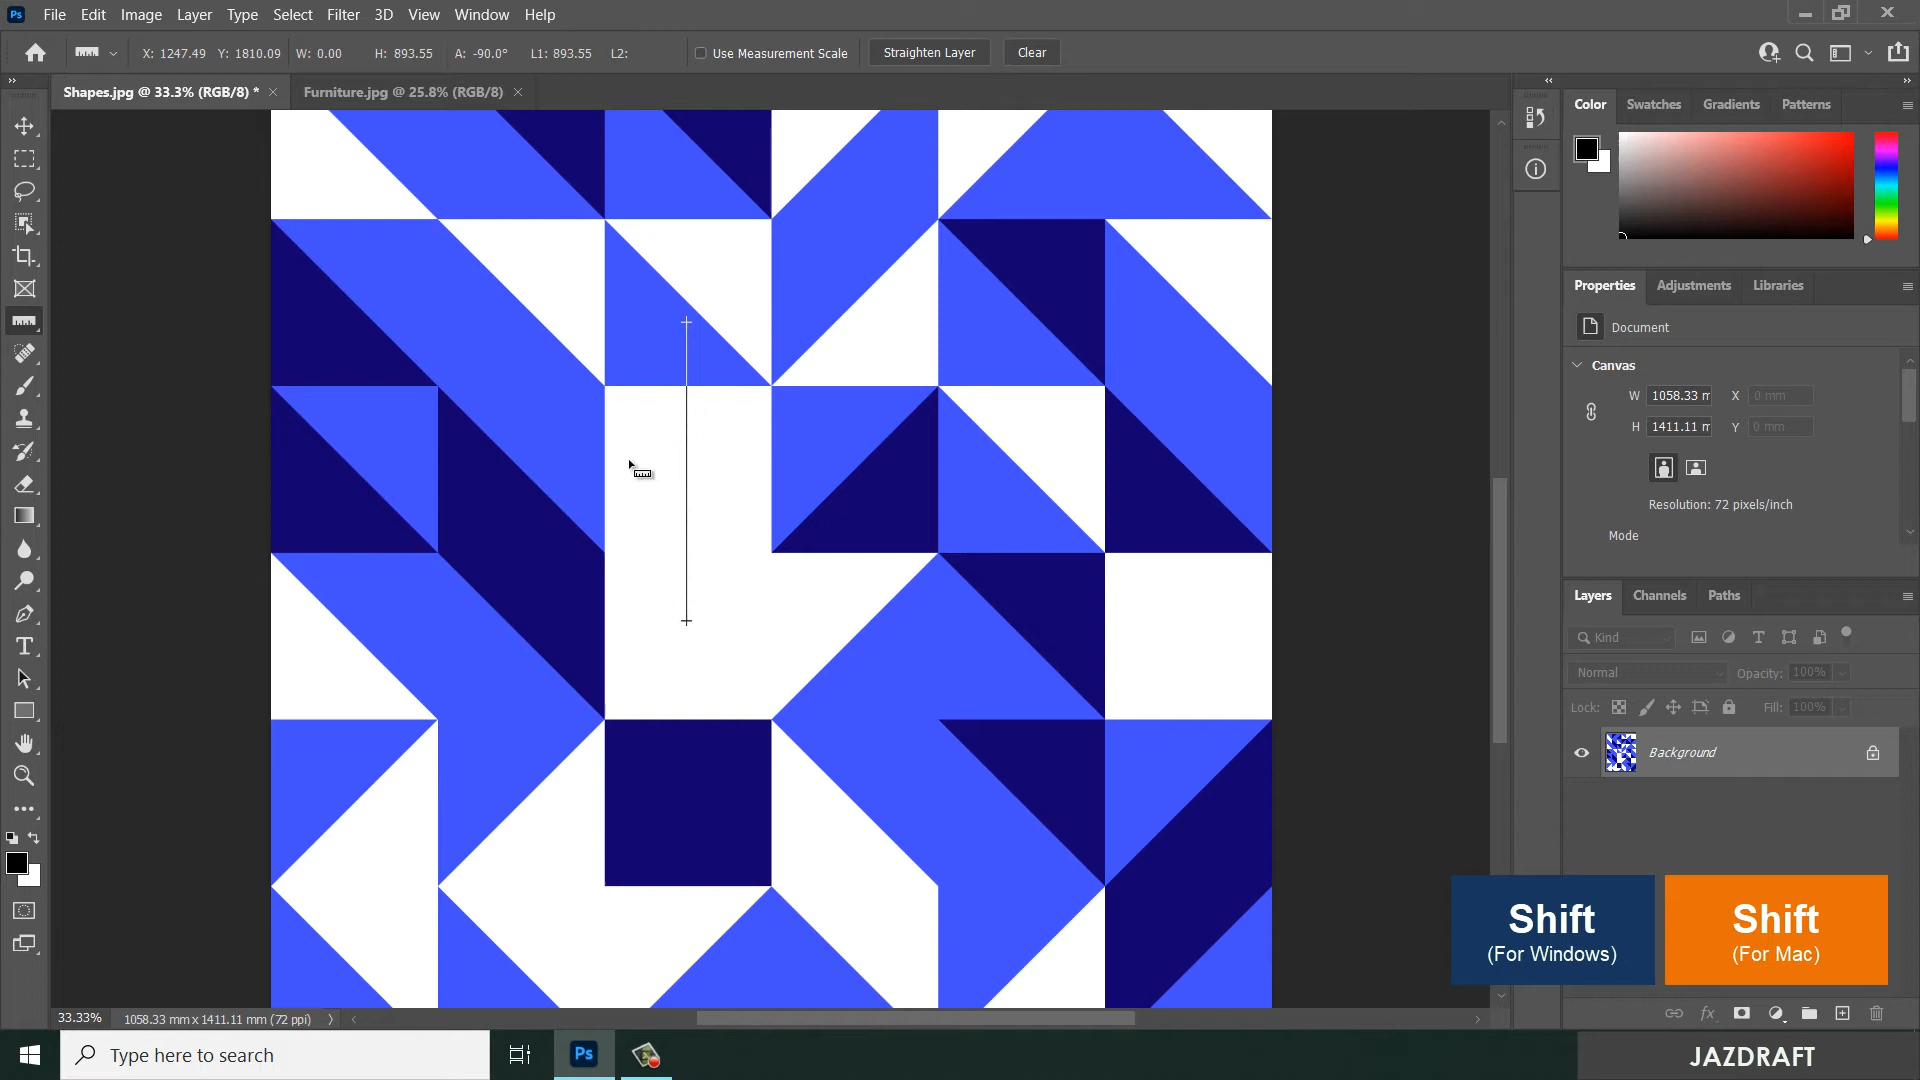 Ps File Edit Image Layer Type Select Filter 3D View Window Help
X: 1247.49 Y: 1810.09 W: 0.00 H: 893.55 A: -90.0° L1: 893.55 L2: Use Measurement Scale Straighten Layer Clear
Shapes.jpg @ 33.3% (RGB/8) * × Furniture.jpg @ 25.8% (RGB/8) ×
Color Swatches Gradients Patterns
Properties Adjustments Libraries
Document
Canvas
W 1058.33 m X 0 mm
H 1411.11 m Y 0 mm
Resolution: 72 pixels/inch
Mode
Layers Channels Paths
Kind
Normal Opacity: 100%
Lock: Fill: 100%
Background
Shift
(For Windows)
Shift
(For Mac)
33.33% 1058.33 mm x 1411.11 mm (72 ppi)
Type here to search
Ps
JAZDRAFT